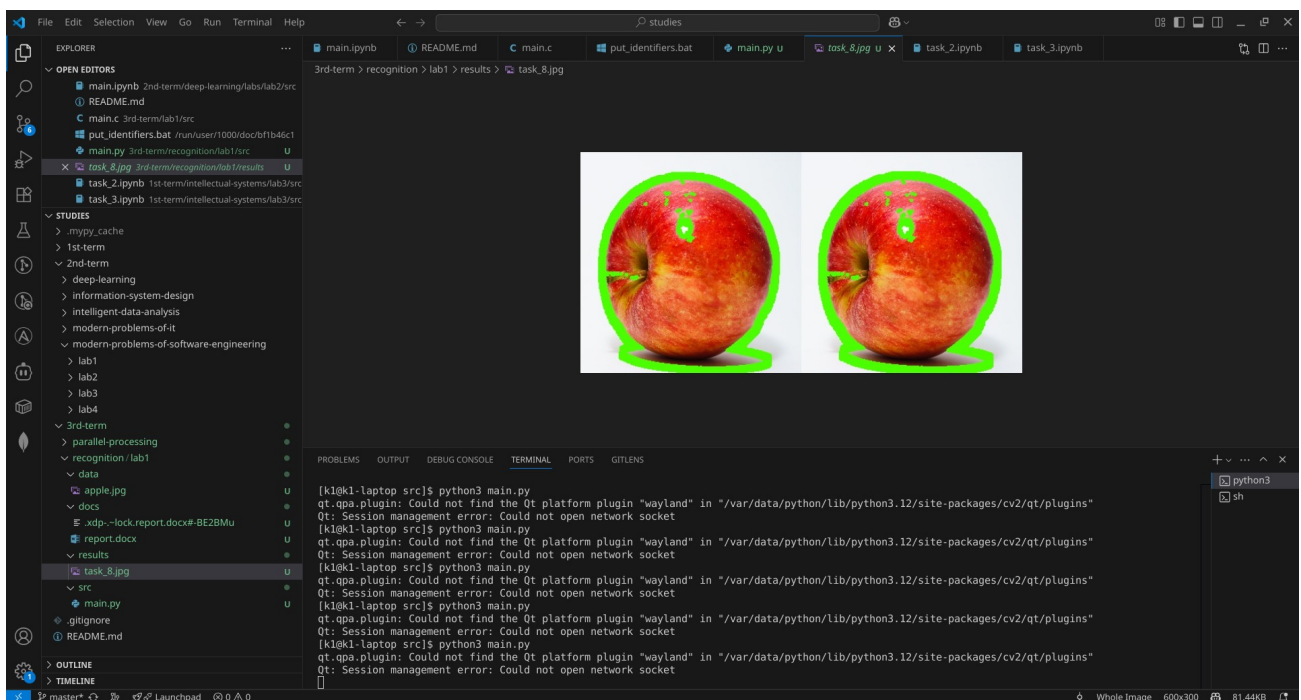 File Edit Selection View Go Run Terminal Help
studies
EXPLORER
main.ipynb README.md C main.c put_identifiers.bat main.py U task_8.jpg U task_2.ipynb task_3.ipynb
3rd-term > recognition > lab1 > results > task_8.jpg
OPEN EDITORS
main.ipynb 2nd-term/deep-learning/labs/lab2/src
README.md
C main.c 3rd-term/lab1/src
put_identifiers.bat /run/user/1000/doc/bf1b46c1
main.py 3rd-term/recognition/lab1/src U
task_8.jpg 3rd-term/recognition/lab1/results U
task_2.ipynb 1st-term/intellectual-systems/lab3/src
task_3.ipynb 1st-term/intellectual-systems/lab3/src
STUDIES
.mypy_cache
1st-term
2nd-term
deep-learning
information-system-design
intelligent-data-analysis
modern-problems-of-it
modern-problems-of-software-engineering
lab1
lab2
lab3
lab4
3rd-term
parallel-processing
recognition / lab1
data
apple.jpg U
docs
.xdp-.~lock.report.docx#-BE2BMu U
report.docx U
results
task_8.jpg U
src
main.py U
.gitignore
README.md
OUTLINE
TIMELINE
PROBLEMS OUTPUT DEBUG CONSOLE TERMINAL PORTS GITLENS
[k1@k1-laptop src]$ python3 main.py
qt.qpa.plugin: Could not find the Qt platform plugin "wayland" in "/var/data/python/lib/python3.12/site-packages/cv2/qt/plugins"
Qt: Session management error: Could not open network socket
[k1@k1-laptop src]$ python3 main.py
qt.qpa.plugin: Could not find the Qt platform plugin "wayland" in "/var/data/python/lib/python3.12/site-packages/cv2/qt/plugins"
Qt: Session management error: Could not open network socket
[k1@k1-laptop src]$ python3 main.py
qt.qpa.plugin: Could not find the Qt platform plugin "wayland" in "/var/data/python/lib/python3.12/site-packages/cv2/qt/plugins"
Qt: Session management error: Could not open network socket
[k1@k1-laptop src]$ python3 main.py
qt.qpa.plugin: Could not find the Qt platform plugin "wayland" in "/var/data/python/lib/python3.12/site-packages/cv2/qt/plugins"
Qt: Session management error: Could not open network socket
[k1@k1-laptop src]$ python3 main.py
qt.qpa.plugin: Could not find the Qt platform plugin "wayland" in "/var/data/python/lib/python3.12/site-packages/cv2/qt/plugins"
Qt: Session management error: Could not open network socket
python3
sh
6
1
master* Launchpad 0 0 Whole Image 600x300 81.44KB